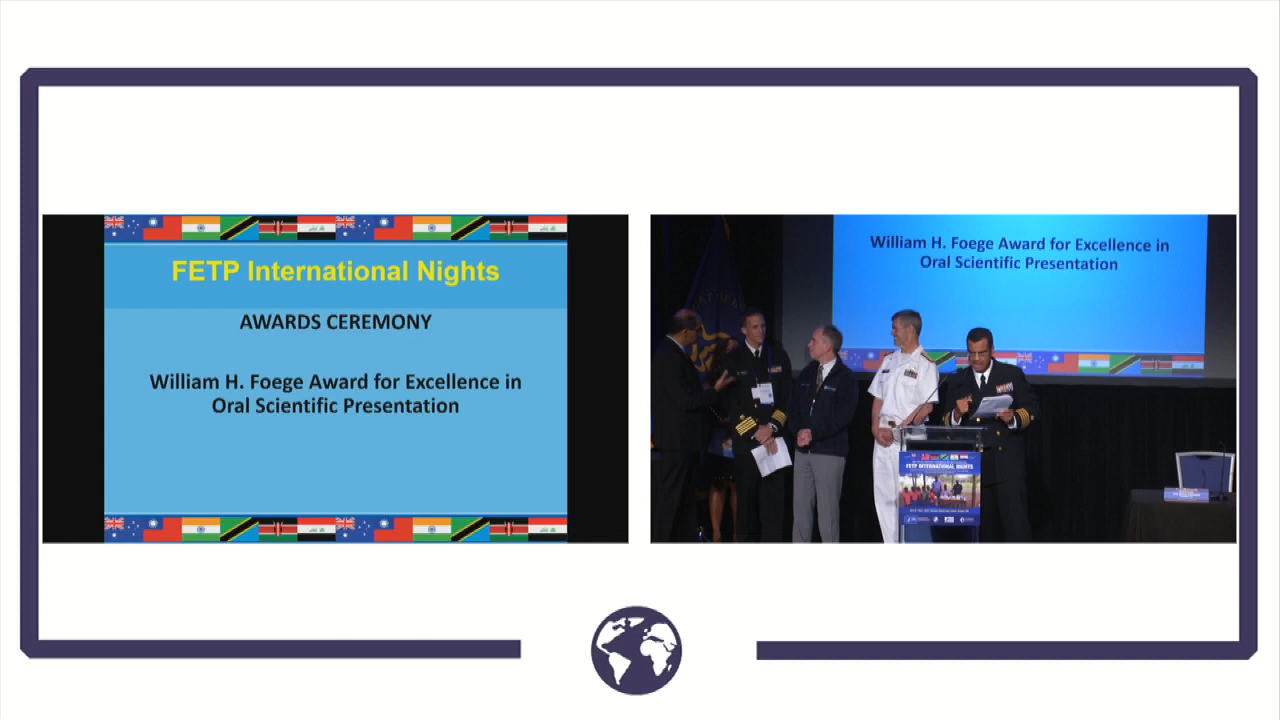 FETP International Nights
AWARDS CEREMONY
William H. Foege Award for Excellence in
Oral Scientific Presentation
William H. Foege Award for Excellence in
Oral Scientific Presentation
FETP INTERNATIONAL NIGHTS